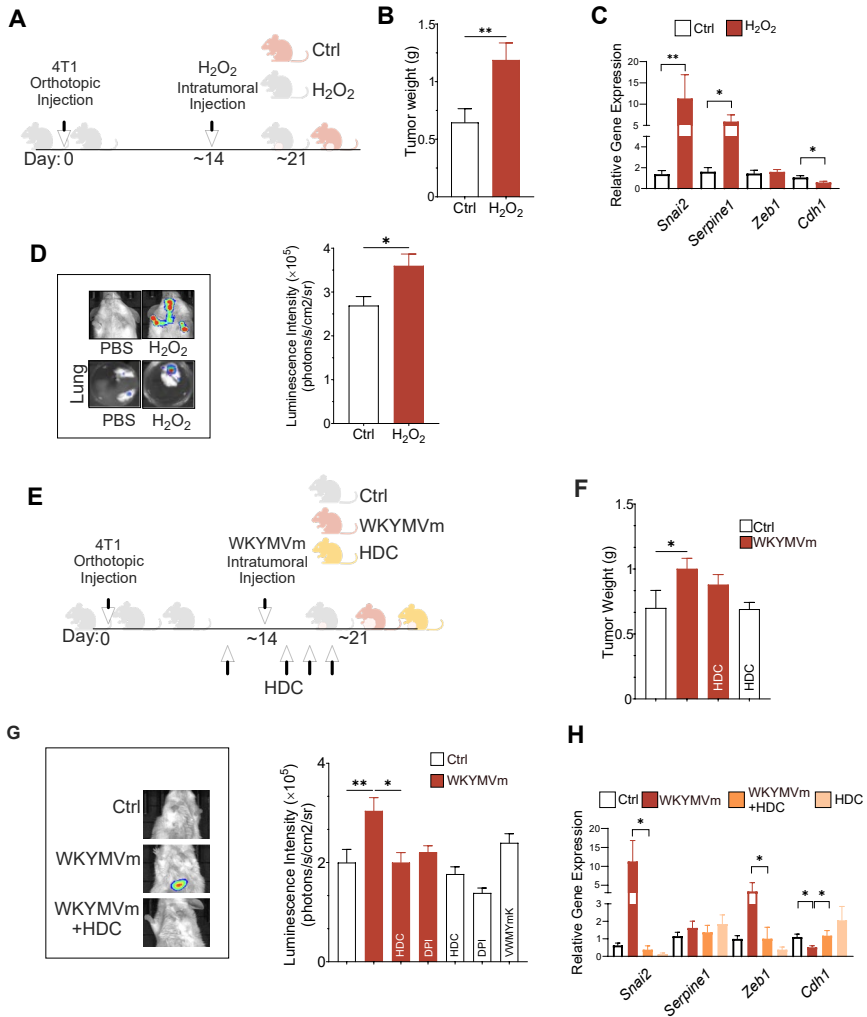 A
4T1
Orthotopic
Injection
H₂O₂
Intratumoral
Injection
Ctrl
H₂O₂
Day: 0
~14
~21
B
Tumor weight (g)
1.5
1
0.5
0
**
Ctrl
H₂O₂
C
Ctrl
H₂O₂
Relative Gene Expression
20
15
10
5
4
2
0
**
*
*
Snai2
Serpine1
Zeb1
Cdh1
D
PBS
H₂O₂
Lung
PBS
H₂O₂
Luminescence Intensity (×10⁵)
(photons/s/cm2/sr)
4
3
2
1
0
*
Ctrl
H₂O₂
E
4T1
Orthotopic
Injection
WKYMVm
Intratumoral
Injection
Ctrl
WKYMVm
HDC
Day: 0
~14
~21
HDC
F
Ctrl
WKYMVm
Tumor Weight (g)
1.5
1
0.5
0
*
HDC
HDC
G
Ctrl
WKYMVm
WKYMVm
+HDC
Ctrl
WKYMVm
Luminescence Intensity (×10⁵)
(photons/s/cm2/sr)
4
2
0
**
*
HDC
DPI
HDC
DPI
VWMYmK
H
Ctrl
WKYMVm
WKYMVm
+HDC
HDC
Relative Gene Expression
20
15
10
5
3
2
1
0
*
*
*
*
Snai2
Serpine1
Zeb1
Cdh1